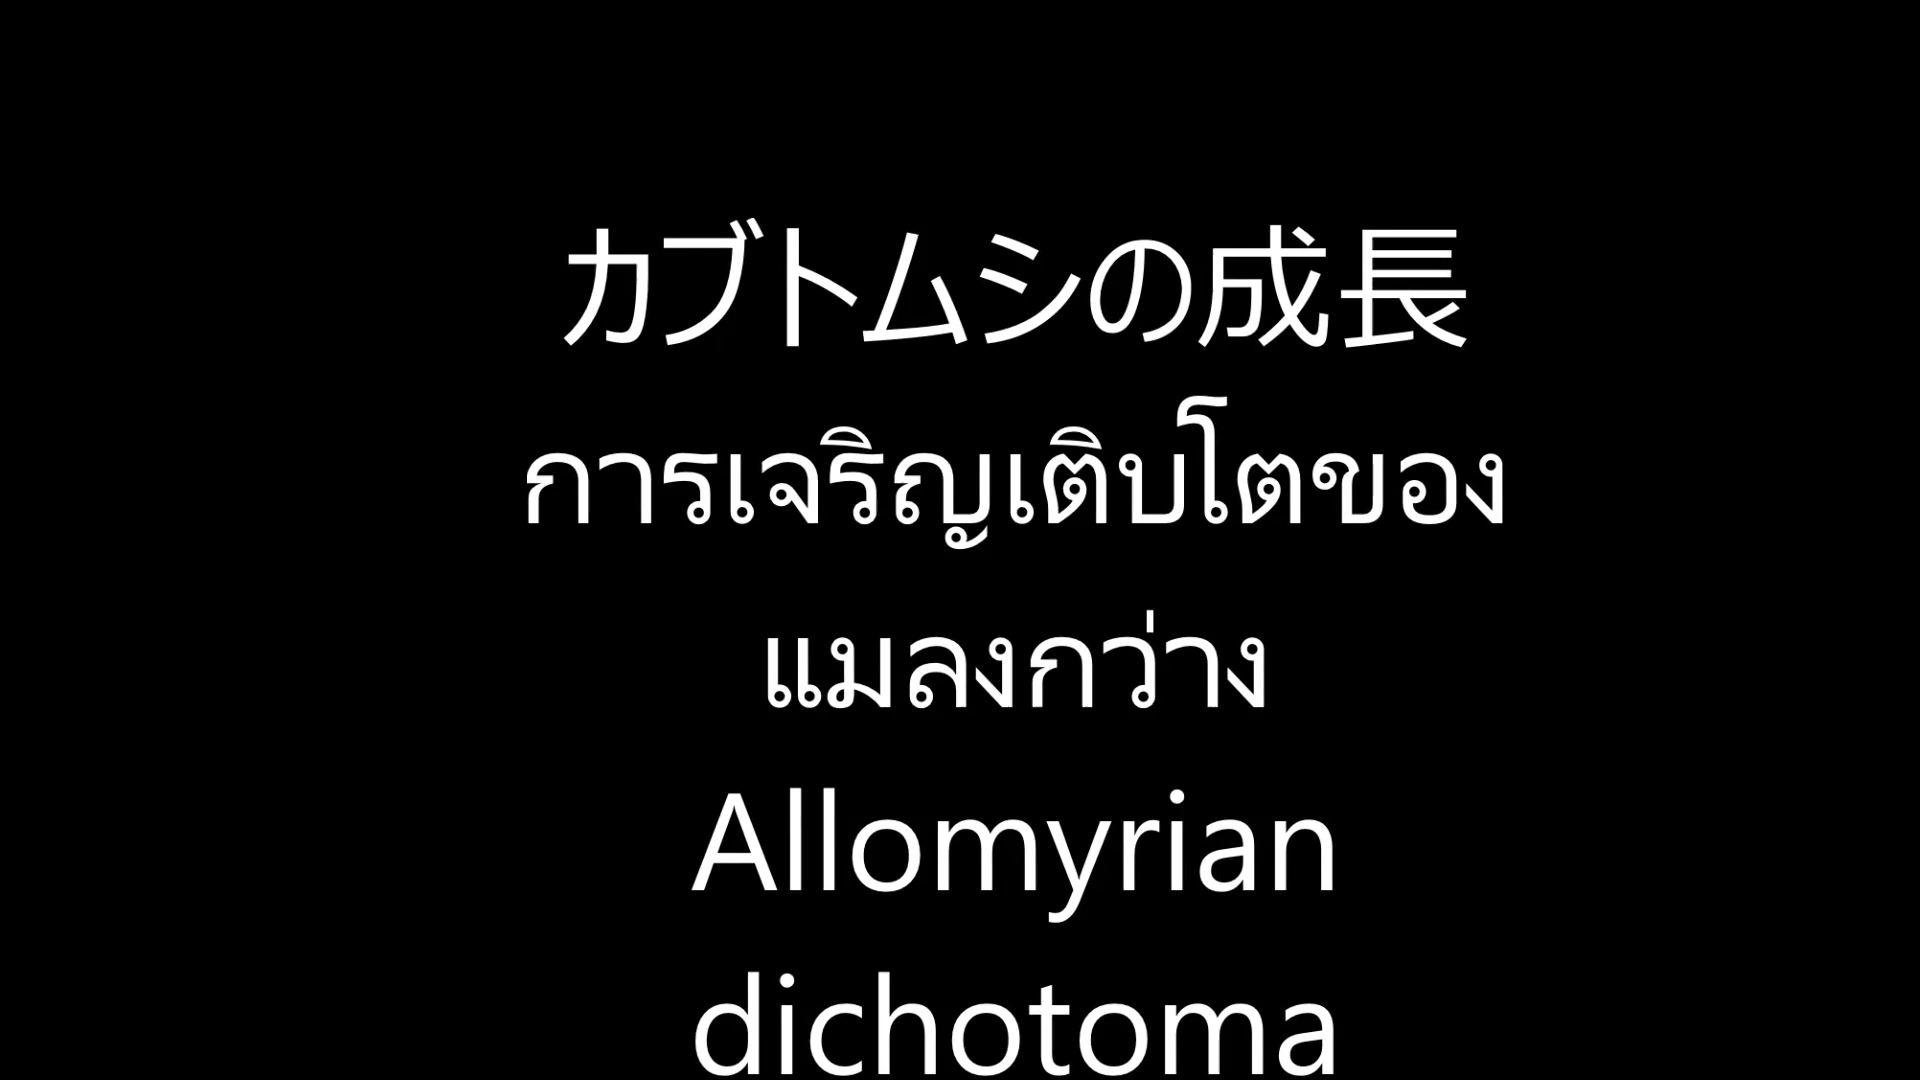 カブトムシの成長
การเจริญเติบโตของ
แมลงกว่าง
Allomyrian
dichotoma